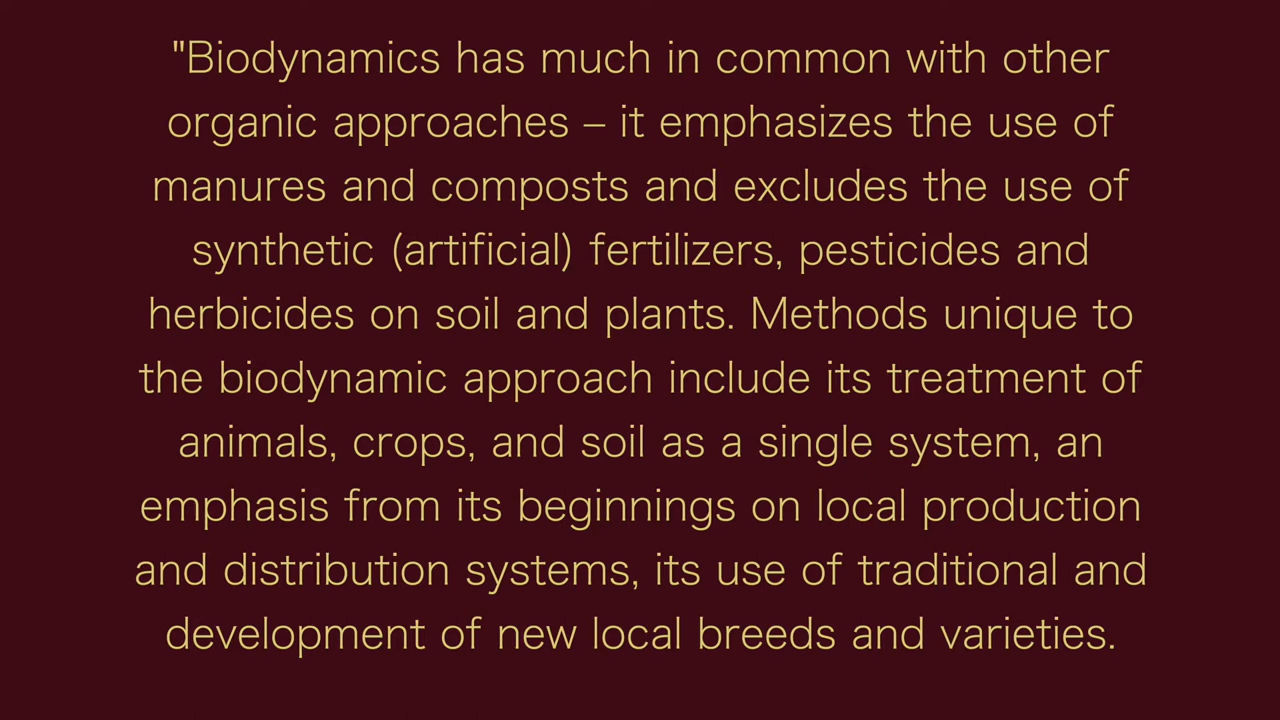 "Biodynamics has much in common with other
organic approaches – it emphasizes the use of
manures and composts and excludes the use of
synthetic (artificial) fertilizers, pesticides and
herbicides on soil and plants. Methods unique to
the biodynamic approach include its treatment of
animals, crops, and soil as a single system, an
emphasis from its beginnings on local production
and distribution systems, its use of traditional and
development of new local breeds and varieties.